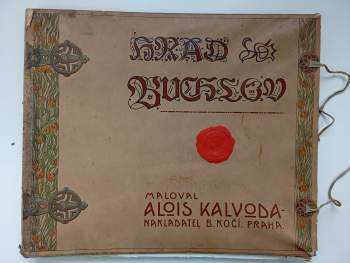 HRAD
BUCHLOV
MALOVAL
ALOIS KALVODA-
NAKLADATEL B. KOČÍ. PRAHA.